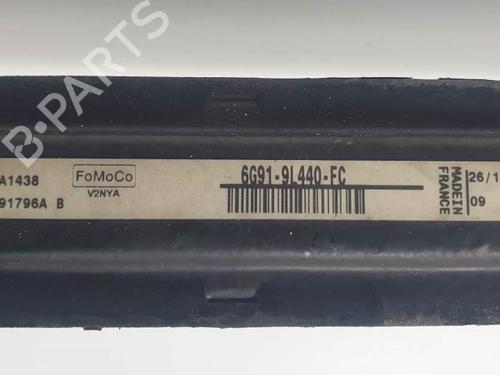 B-PARTS
A1438
91796A B
FoMoCo
V2NYA
6G91-9L440-FC
MADE IN
FRANCE
26/1
09